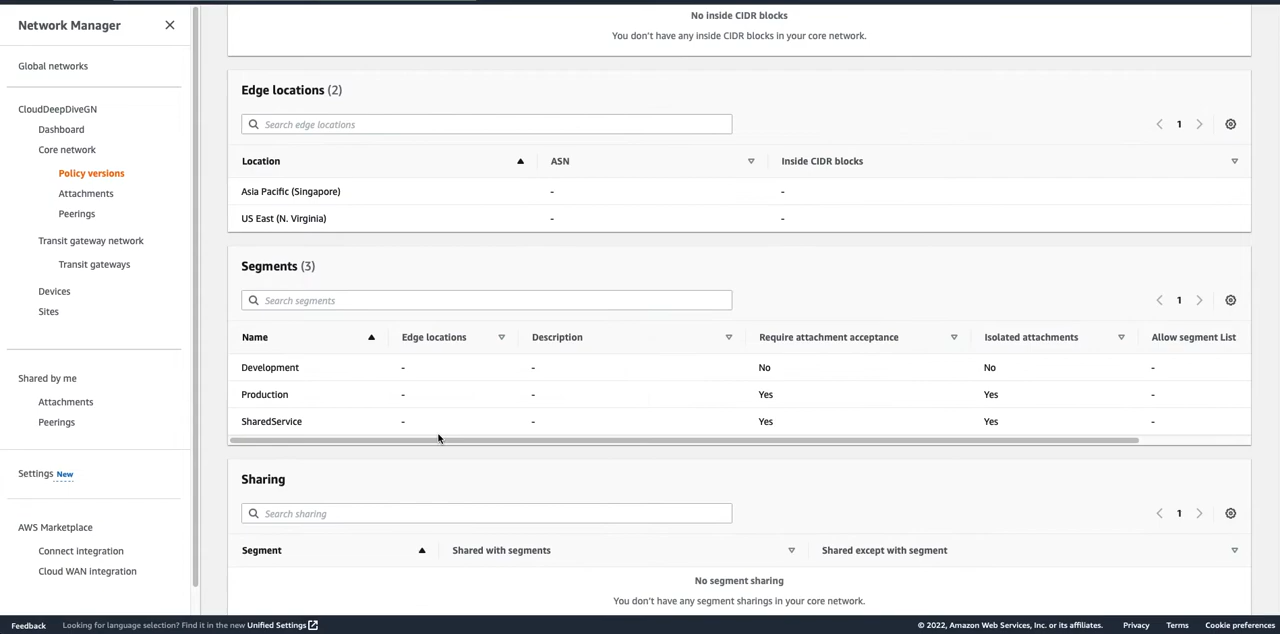 Network Manager
Global networks
CloudDeepDiveGN
Dashboard
Core network
Policy versions
Attachments
Peerings
Transit gateway network
Transit gateways
Devices
Sites
Shared by me
Attachments
Peerings
Settings New
AWS Marketplace
Connect integration
Cloud WAN integration
No inside CIDR blocks
You don't have any inside CIDR blocks in your core network.
Edge locations (2)
Search edge locations
1
Location ASN Inside CIDR blocks
Asia Pacific (Singapore) - -
US East (N. Virginia) - -
Segments (3)
Search segments
1
Name Edge locations Description Require attachment acceptance Isolated attachments Allow segment List
Development - - No No -
Production - - Yes Yes -
SharedService - - Yes Yes -
Sharing
Search sharing
1
Segment Shared with segments Shared except with segment
No segment sharing
You don't have any segment sharings in your core network.
Feedback Looking for language selection? Find it in the new Unified Settings © 2022, Amazon Web Services, Inc. or its affiliates. Privacy Terms Cookie preferences